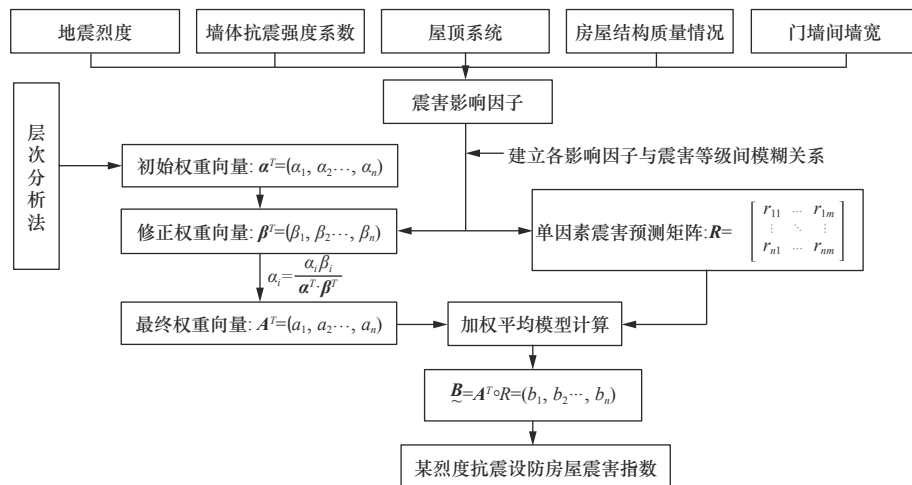 地震烈度
墙体抗震强度系数
屋顶系统
房屋结构质量情况
门墙间墙宽
震害影响因子
层次分析法
建立各影响因子与震害等级间模糊关系
初始权重向量: α^T=(α₁, α₂⋯, αₙ)
修正权重向量: β^T=(β₁, β₂⋯, βₙ)
单因素震害预测矩阵:R= [ r₁₁ ⋯ r₁ₘ
⋮ ⋱ ⋮
rₙ₁ ⋯ rₙₘ ]
αᵢ= αᵢβᵢ / α^T·β^T
最终权重向量: A^T=(a₁, a₂⋯, aₙ)
加权平均模型计算
B̰=A^T∘R=(b₁, b₂⋯, bₙ)
某烈度抗震设防房屋震害指数